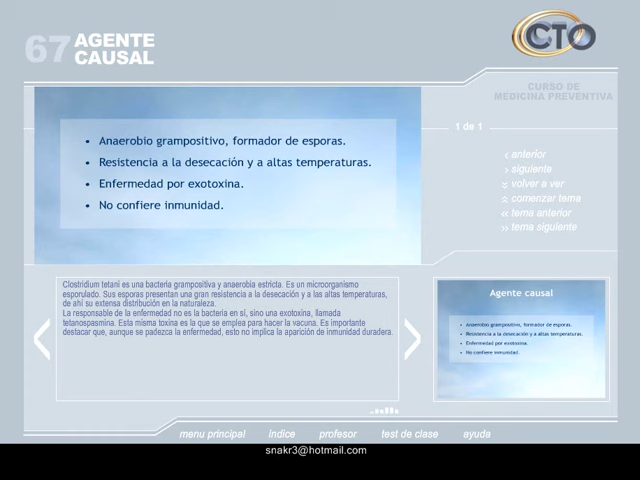 67 AGENTE
CAUSAL
CTO
CURSO DE
MEDICINA PREVENTIVA
1 de 1
• Anaerobio grampositivo, formador de esporas.
• Resistencia a la desecación y a altas temperaturas.
• Enfermedad por exotoxina.
• No confiere inmunidad.
‹ anterior
› siguiente
volver a ver
comenzar tema
‹‹ tema anterior
›› tema siguiente
Clostridium tetani es una bacteria grampositiva y anaerobia estricta. Es un microorganismo
esporulado. Sus esporas presentan una gran resistencia a la desecación y a las altas temperaturas,
de ahí su extensa distribución en la naturaleza.
La responsable de la enfermedad no es la bacteria en sí, sino una exotoxina, llamada
tetanospasmina. Esta misma toxina es la que se emplea para hacer la vacuna. Es importante
destacar que, aunque se padezca la enfermedad, esto no implica la aparición de inmunidad duradera.
Agente causal
• Anaerobio grampositivo, formador de esporas.
• Resistencia a la desecación y a altas temperaturas.
• Enfermedad por exotoxina.
• No confiere inmunidad.
menu principal índice profesor test de clase ayuda
snakr3@hotmail.com